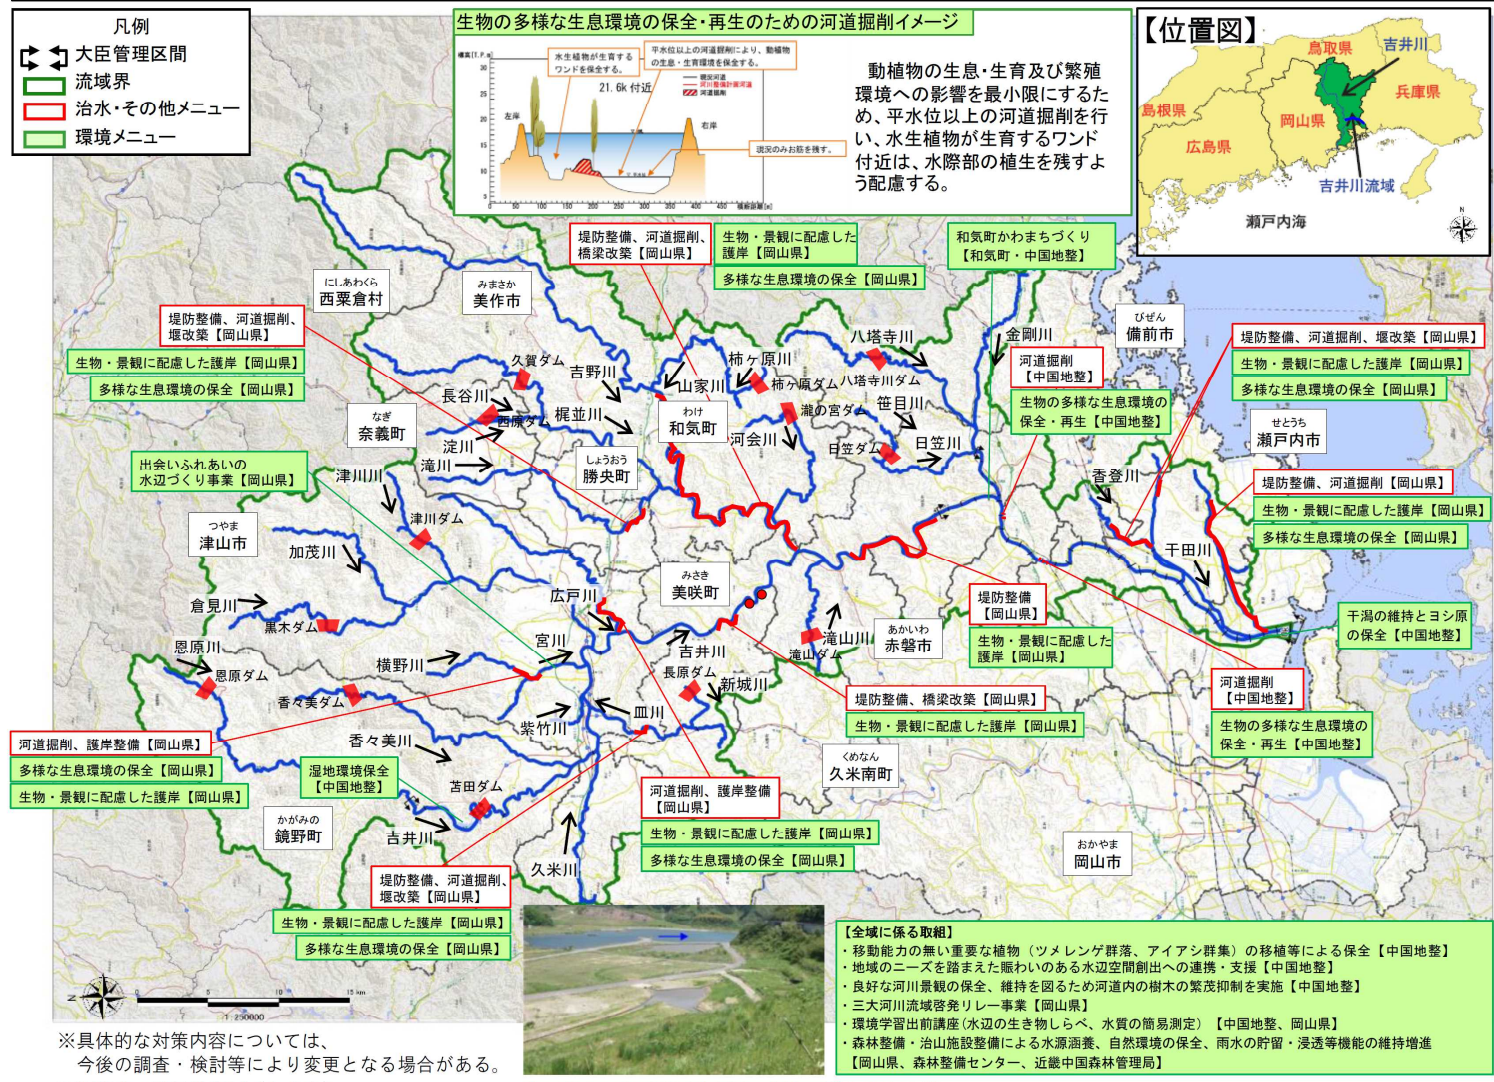 凡例
大臣管理区間
流域界
治水・その他メニュー
環境メニュー
生物の多様な生息環境の保全・再生のための河道掘削イメージ
標高[T.P.m]
水生植物が生育する
ワンドを保全する。
平水位以上の河道掘削により、動植物
の生息・生育環境を保全する。
21.6k 付近
現況河道
河川整備計画河道
河道掘削
左岸
右岸
現況のみお筋を残す。
30
25
20
15
10
5
0
50
100
150
200
250
300
350
400
450
横断距離[m]
動植物の生息・生育及び繁殖
環境への影響を最小限にするた
め、平水位以上の河道掘削を行
い、水生植物が生育するワンド
付近は、水際部の植生を残すよ
う配慮する。
【位置図】
鳥取県
吉井川
島根県
岡山県
兵庫県
広島県
吉井川流域
瀬戸内海
N
堤防整備、河道掘削、
橋梁改築【岡山県】
生物・景観に配慮した
護岸【岡山県】
多様な生息環境の保全【岡山県】
和気町かわまちづくり
【和気町・中国地整】
にしあわくら
西粟倉村
みまさか
美作市
びぜん
備前市
堤防整備、河道掘削、
堰改築【岡山県】
生物・景観に配慮した護岸【岡山県】
多様な生息環境の保全【岡山県】
久賀ダム
吉野川
山家川
柿ヶ原川
柿ヶ原ダム
八塔寺川
八塔寺川ダム
金剛川
河道掘削
【中国地整】
生物の多様な生息環境の
保全・再生【中国地整】
堤防整備、河道掘削、堰改築【岡山県】
生物・景観に配慮した護岸【岡山県】
多様な生息環境の保全【岡山県】
せとうち
瀬戸内市
長谷川
西原ダム
梶並川
わけ
和気町
瀧の宮ダム
河会川
笹目川
日笠ダム
日笠川
なぎ
奈義町
淀川
滝川
しょうおう
勝央町
出会いふれあいの
水辺づくり事業【岡山県】
津川川
津川ダム
香登川
堤防整備、河道掘削【岡山県】
生物・景観に配慮した護岸【岡山県】
多様な生息環境の保全【岡山県】
つやま
津山市
加茂川
干田川
みさき
美咲町
広戸川
倉見川
黒木ダム
堤防整備
【岡山県】
生物・景観に配慮した
護岸【岡山県】
干潟の維持とヨシ原
の保全【中国地整】
恩原川
恩原ダム
横野川
宮川
吉井川
長原ダム
新城川
滝山川
滝山ダム
あかいわ
赤磐市
香々美ダム
香々美川
紫竹川
皿川
堤防整備、橋梁改築【岡山県】
生物・景観に配慮した護岸【岡山県】
河道掘削
【中国地整】
生物の多様な生息環境の
保全・再生【中国地整】
河道掘削、護岸整備【岡山県】
多様な生息環境の保全【岡山県】
生物・景観に配慮した護岸【岡山県】
湿地環境保全
【中国地整】
苫田ダム
くめなん
久米南町
河道掘削、護岸整備
【岡山県】
生物・景観に配慮した護岸【岡山県】
多様な生息環境の保全【岡山県】
かがみの
鏡野町
吉井川
久米川
おかやま
岡山市
堤防整備、河道掘削、
堰改築【岡山県】
生物・景観に配慮した護岸【岡山県】
多様な生息環境の保全【岡山県】
【全域に係る取組】
・移動能力の無い重要な植物（ツメレンゲ群落、アイアシ群集）の移植等による保全【中国地整】
・地域のニーズを踏まえた賑わいのある水辺空間創出への連携・支援【中国地整】
・良好な河川景観の保全、維持を図るため河道内の樹木の繁茂抑制を実施【中国地整】
・三大河川流域啓発リレー事業【岡山県】
・環境学習出前講座（水辺の生き物しらべ、水質の簡易測定）【中国地整、岡山県】
・森林整備・治山施設整備による水源涵養、自然環境の保全、雨水の貯留・浸透等機能の維持増進
【岡山県、森林整備センター、近畿中国森林管理局】
Z
0
5
10
15 km
1:250000
※具体的な対策内容については、
今後の調査・検討等により変更となる場合がある。